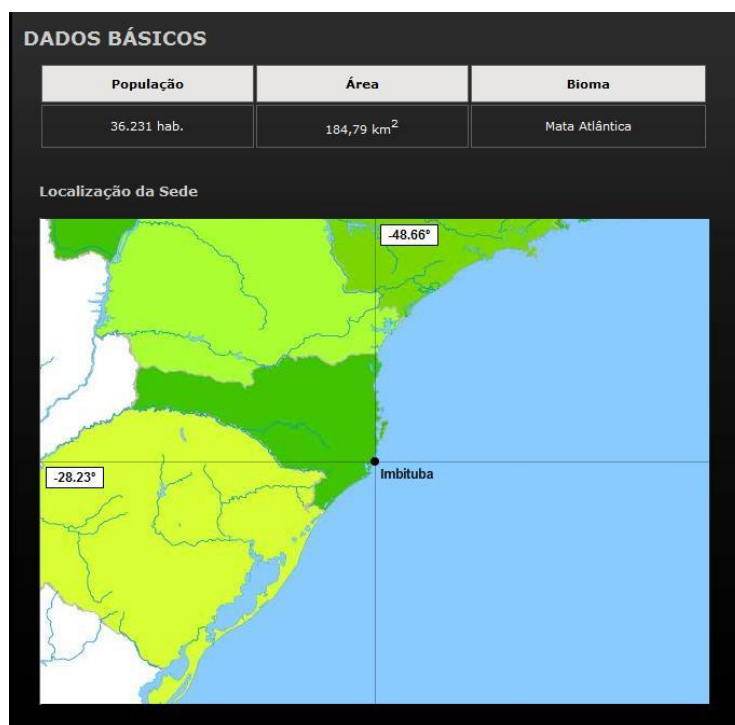 DADOS BÁSICOS
População Área Bioma
36.231 hab. 184,79 km² Mata Atlântica
Localização da Sede
-48.66°
-28.23°
Imbituba